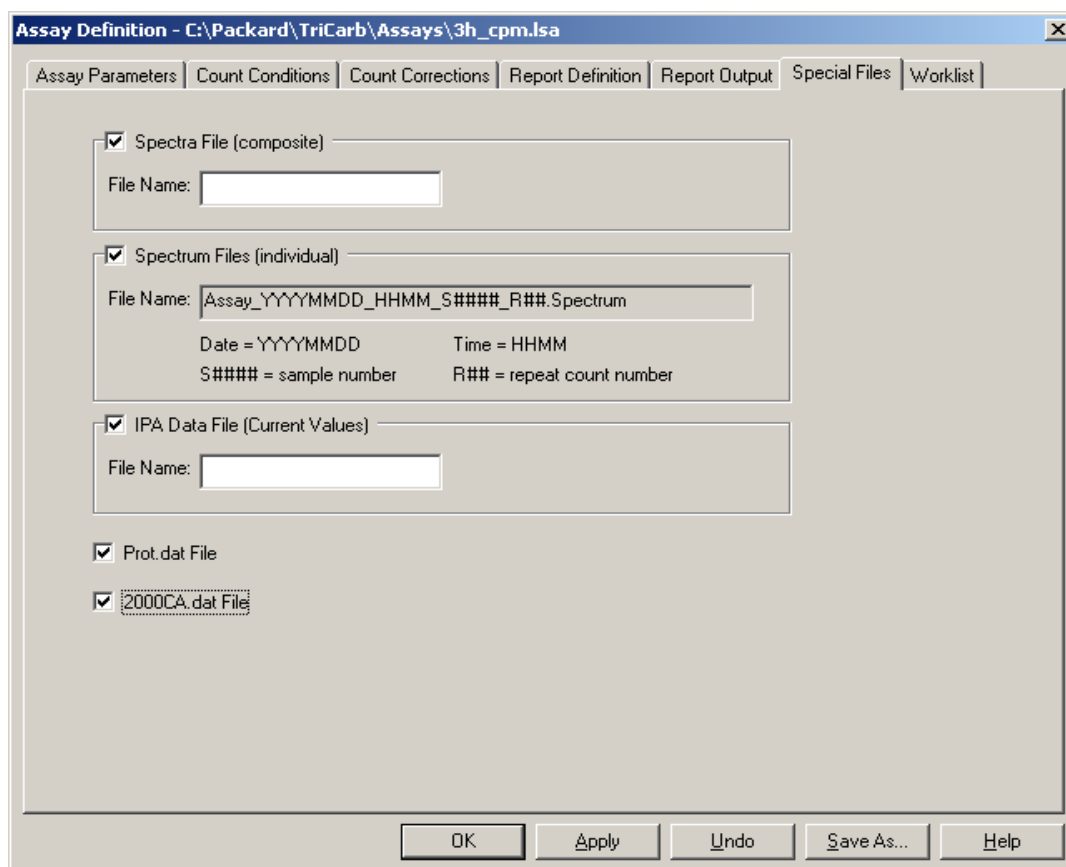 Assay Definition - C:\Packard\TriCarb\Assays\3h_cpm.lsa
Assay Parameters Count Conditions Count Corrections Report Definition Report Output Special Files Worklist
Spectra File (composite)
File Name:
Spectrum Files (individual)
File Name: Assay_YYYYMMDD_HHMM_S####_R##.Spectrum
Date = YYYYMMDD Time = HHMM
S#### = sample number R## = repeat count number
IPA Data File (Current Values)
File Name:
Prot.dat File
2000CA.dat File
OK Apply Undo Save As... Help